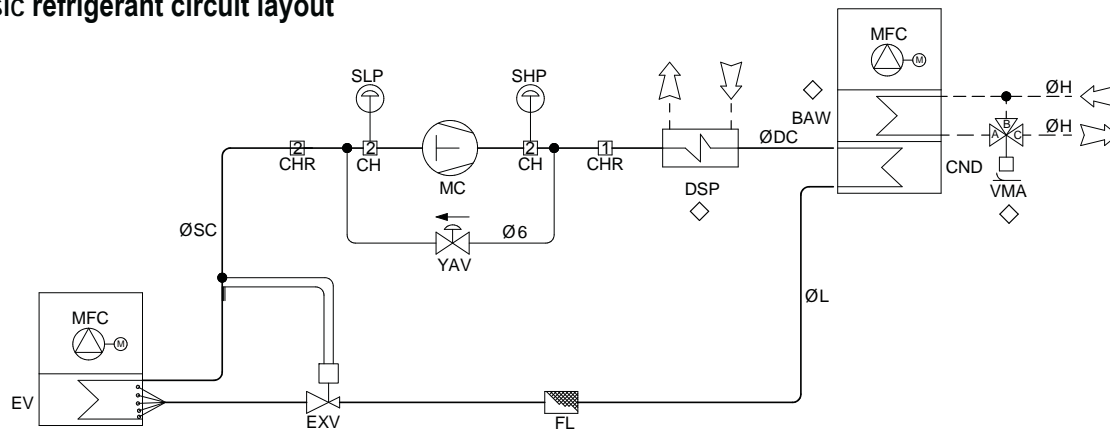 sic refrigerant circuit layout
MFC
M
SLP
SHP
ØH
BAW
B
A C
ØH
ØDC
2
2
2
1
CHR
CH
MC
CH
CHR
CND
DSP
VMA
ØSC
Ø6
YAV
ØL
MFC
M
EV
EXV
FL